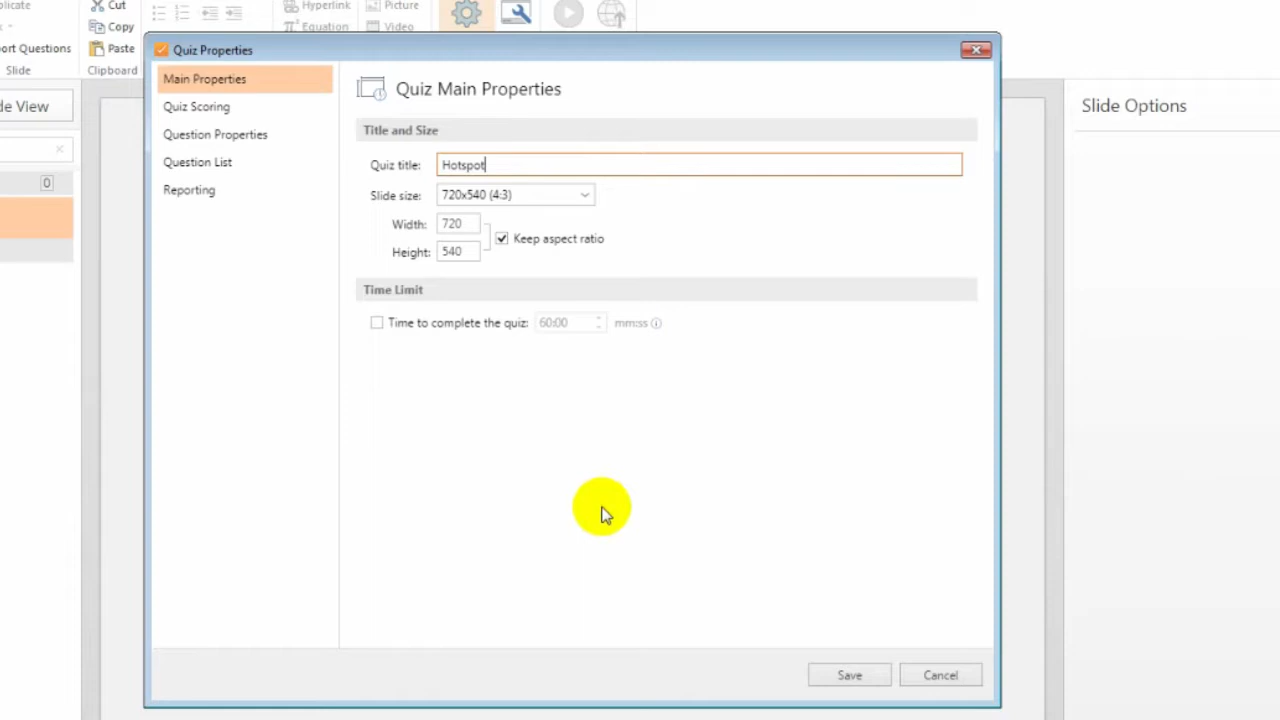 plicate
Cut
Hyperlink
Picture
Copy
Equation
Video
ort Questions
Paste
Slide
Clipboard
Quiz Properties
de View
0
Main Properties
Quiz Scoring
Question Properties
Question List
Reporting
Quiz Main Properties
Title and Size
Quiz title: Hotspot
Slide size: 720x540 (4:3)
Width: 720
Height: 540
Keep aspect ratio
Time Limit
Time to complete the quiz: 60:00 mm:ss
Save
Cancel
Slide Options